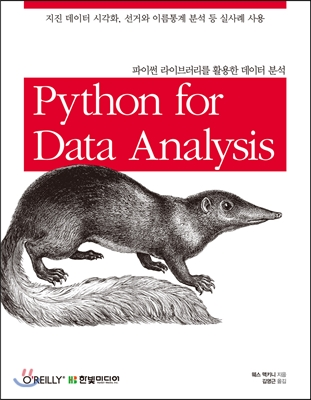 지진 데이터 시각화, 선거와 이름통계 분석 등 실사례 사용
파이썬 라이브러리를 활용한 데이터 분석
Python for
Data Analysis
O'REILLY® 한빛미디어
웨스 맥키니 지음
김영근 옮김